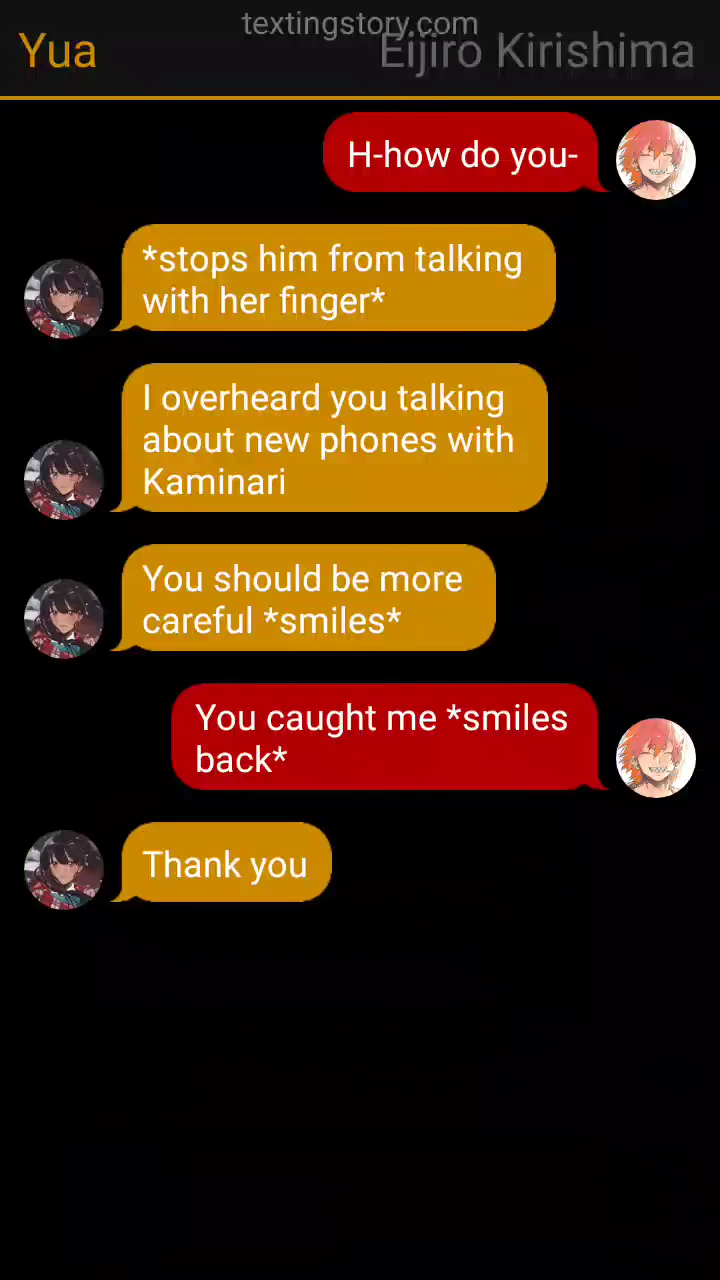 textingstory.com
Yua
Eijiro Kirishima
H-how do you-
*stops him from talking
with her finger*
I overheard you talking
about new phones with
Kaminari
You should be more
careful *smiles*
You caught me *smiles
back*
Thank you